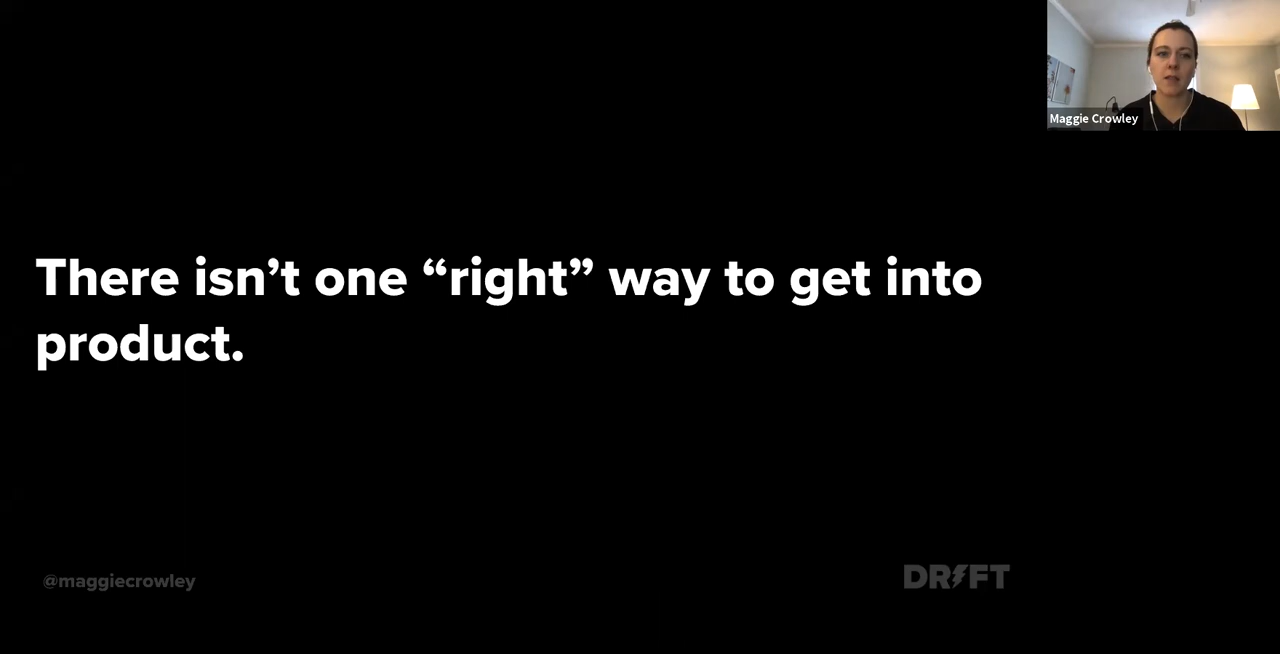 Maggie Crowley
There isn’t one “right” way to get into
product.
@maggiecrowley
DRIFT